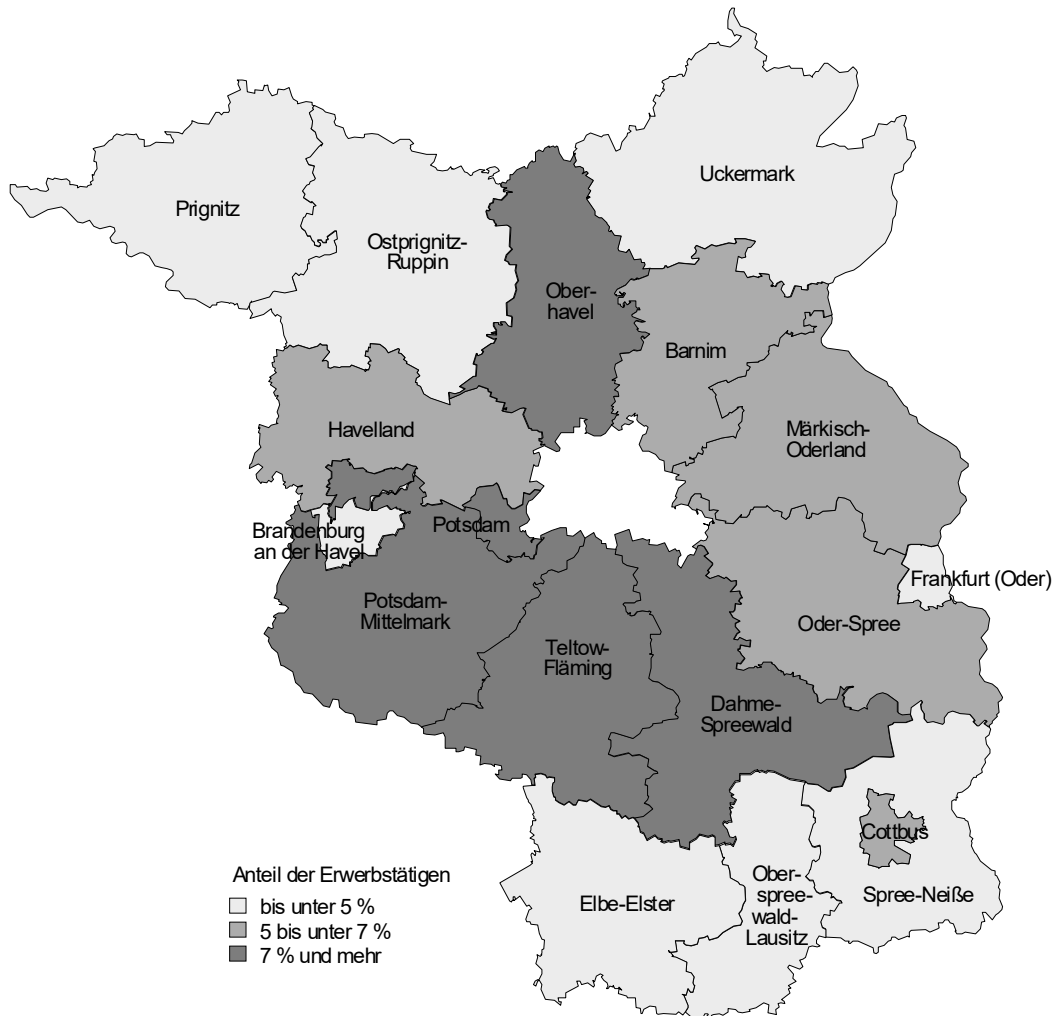 Uckermark
Prignitz
Ostprignitz-
Ruppin
Ober-
havel
Barnim
Havelland
Märkisch-
Oderland
Brandenburg
an der Havel
Potsdam
Frankfurt (Oder)
Potsdam-
Mittelmark
Oder-Spree
Teltow-
Fläming
Dahme-
Spreewald
Cottbus
Anteil der Erwerbstätigen
bis unter 5 %
5 bis unter 7 %
7 % und mehr
Elbe-Elster
Ober-
spree-
wald-
Lausitz
Spree-Neiße